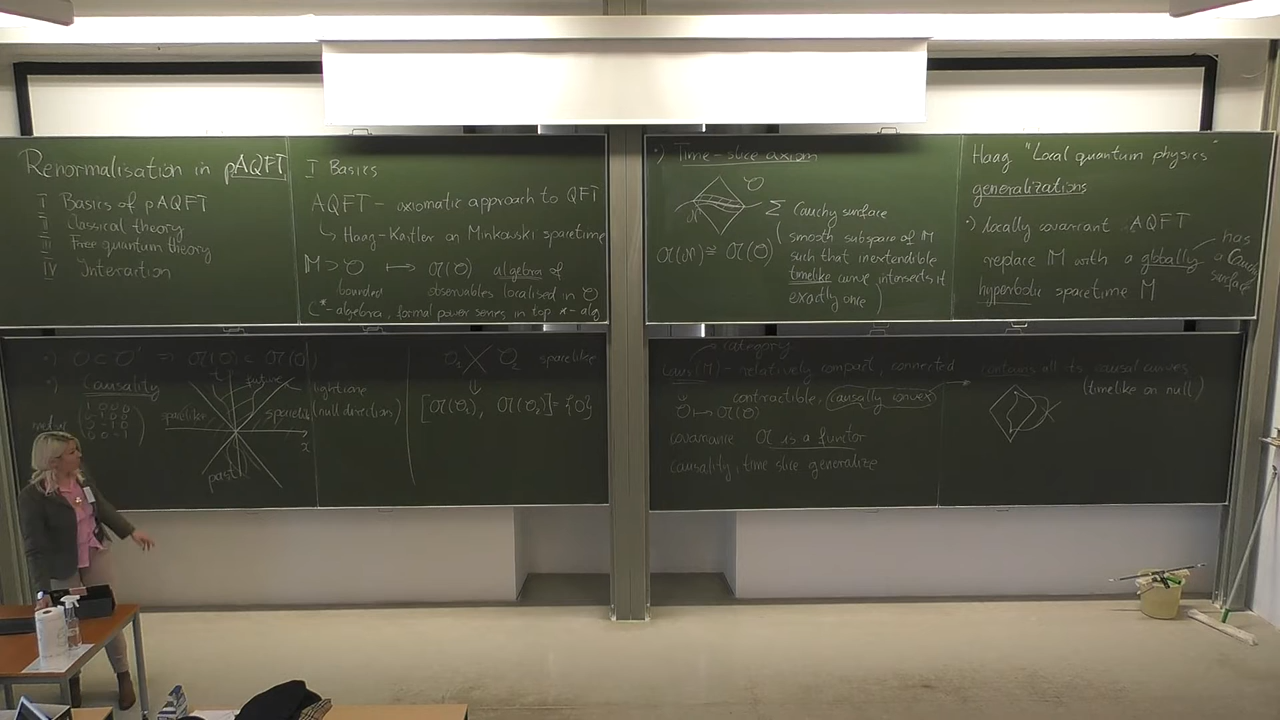 Renormalisation in pAQFT
I Basics of pAQFT
II Classical theory
III Free quantum theory
IV Interaction
I Basics
AQFT – axiomatic approach to QFT
↳ Haag-Kastler on Minkowski spacetime
𝕄 ⊃ 𝒪 ⟼ 𝔄(𝒪) algebra of
bounded observables localised in 𝒪
C*-algebra, formal power series in top *-alg
•) 𝒪 ⊂ 𝒪' ⇒ 𝔄(𝒪) ⊂ 𝔄(𝒪')
•) Causality
metric
1 0 0 0
0 -1 0 0
0 0 -1 0
0 0 0 -1
t
future
spacelike
spacelike
past
x
lightcone
(null direction)
𝒪₁ 𝒪₂ spacelike
⇓
[𝔄(𝒪₁), 𝔄(𝒪₂)] = {0}
•) Time-slice axiom
𝒪
𝒩
Σ Cauchy surface
(smooth subspace of 𝕄
such that inextendible
timelike curve intersects it
exactly once)
𝔄(𝒩) ≅ 𝔄(𝒪)
Haag "Local quantum physics"
generalizations
•) locally covariant AQFT
replace 𝕄 with a globally
hyperbolic spacetime M
has
a Cauchy
surface
category
(M) – relatively compact, connected
contractible, causally convex
↓
𝒪 ↦ 𝔄(𝒪)
covariance 𝔄 is a functor
causality, time slice generalize
contains all its causal curves
(timelike or null)